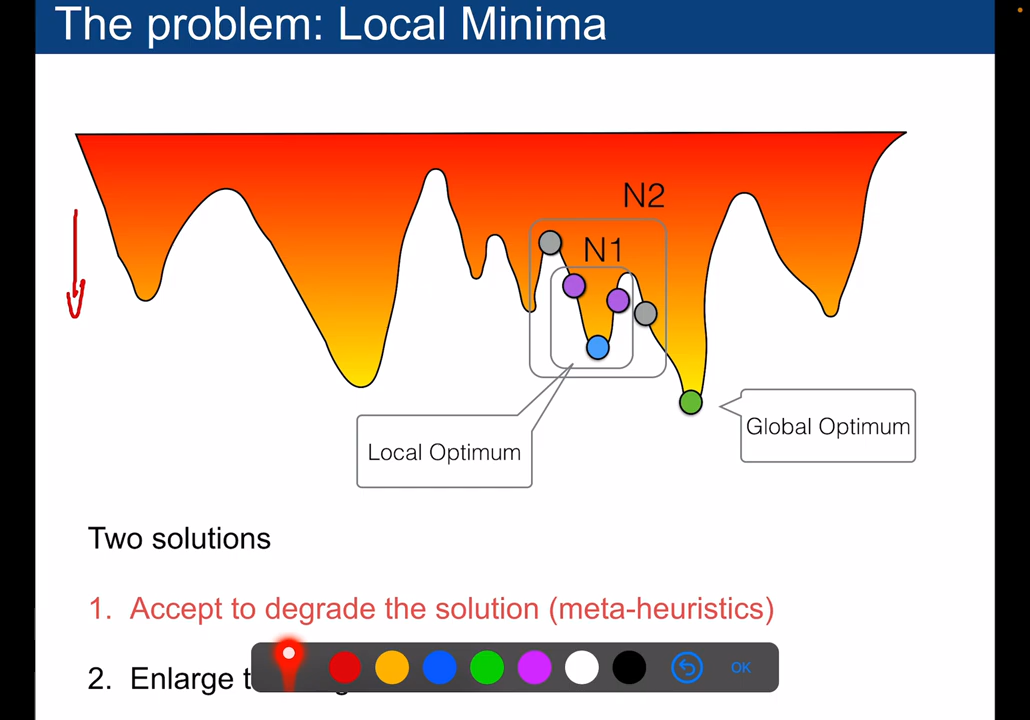 The problem: Local Minima
N2
N1
Global Optimum
Local Optimum
Two solutions
1. Accept to degrade the solution (meta-heuristics)
2. Enlarge
OK